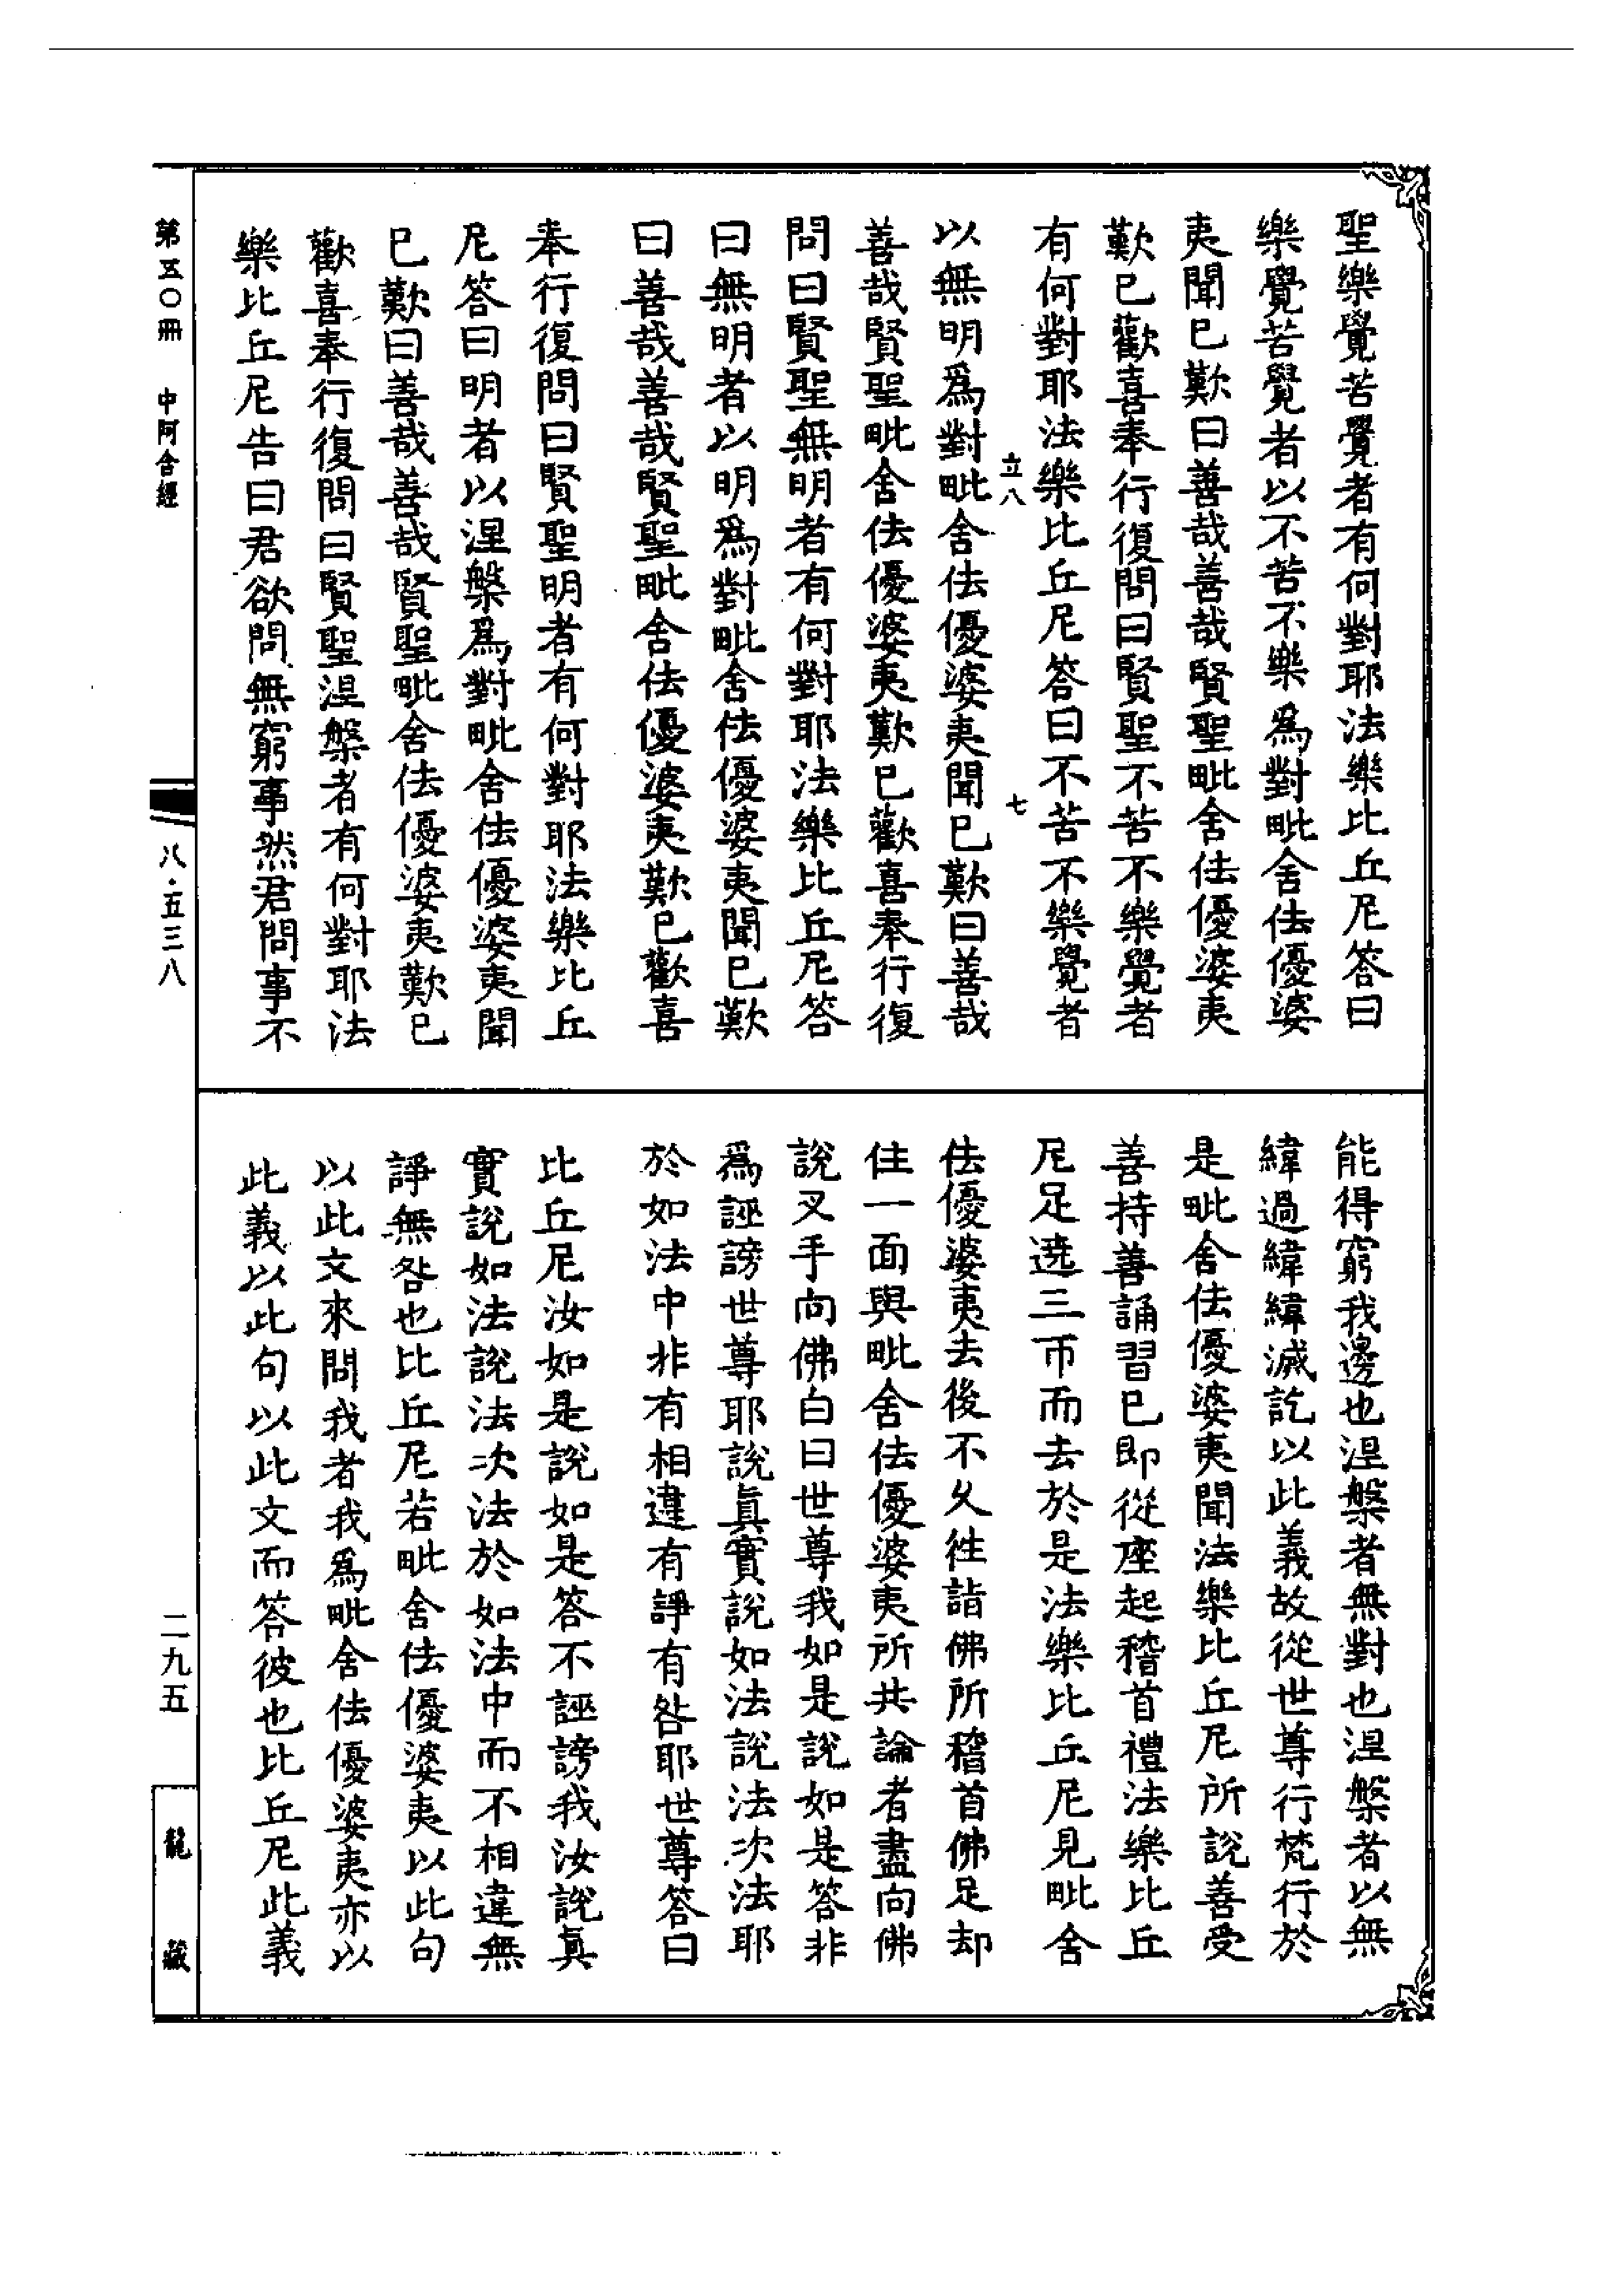 聖樂覺苦覺者有何對耶法樂比丘尼答曰
樂覺苦覺者以不苦不樂爲對毗舍佉優婆
夷聞已歎曰善哉善哉賢聖毗舍佉優婆夷
歎已歡喜奉行復問曰賢聖不苦不樂覺者
有何對耶法樂比丘尼答曰不苦不樂覺者
立八 七
以無明爲對毗舍佉優婆夷聞已歎曰善哉
善哉賢聖毗舍佉優婆夷歎已歡喜奉行復
問曰賢聖無明者有何對耶法樂比丘尼答
曰無明者以明爲對毗舍佉優婆夷聞已歎
曰善哉善哉賢聖毗舍佉優婆夷歎已歡喜
奉行復問曰賢聖明者有何對耶法樂比丘
尼答曰明者以涅槃爲對毗舍佉優婆夷聞
已歎曰善哉善哉賢聖毗舍佉優婆夷歎已
歡喜奉行復問曰賢聖涅槃者有何對耶法
樂比丘尼告曰君欲問無窮事然君問事不
能得窮我邊也涅槃者無對也涅槃者以無
緯過緯緯滅訖以此義故從世尊行梵行於
是毗舍佉優婆夷聞法樂比丘尼所說善受
善持善誦習已即從座起稽首禮法樂比丘
尼足遶三帀而去於是法樂比丘尼見毗舍
佉優婆夷去後不久往詣佛所稽首佛足却
住一面與毗舍佉優婆夷所共論者盡向佛
說叉手向佛白曰世尊我如是說如是答非
爲誣謗世尊耶說真實說如法說法次法耶
於如法中非有相違有諍有咎耶世尊答曰
比丘尼汝如是說如是答不誣謗我汝說真
實說如法說法次法於如法中而不相違無
諍無咎也比丘尼若毗舍佉優婆夷以此句
以此文來問我者我爲毗舍佉優婆夷亦以
此義以此句以此文而答彼也比丘尼此義
第五〇冊 中阿含經
八·五三八
二九五
龍藏